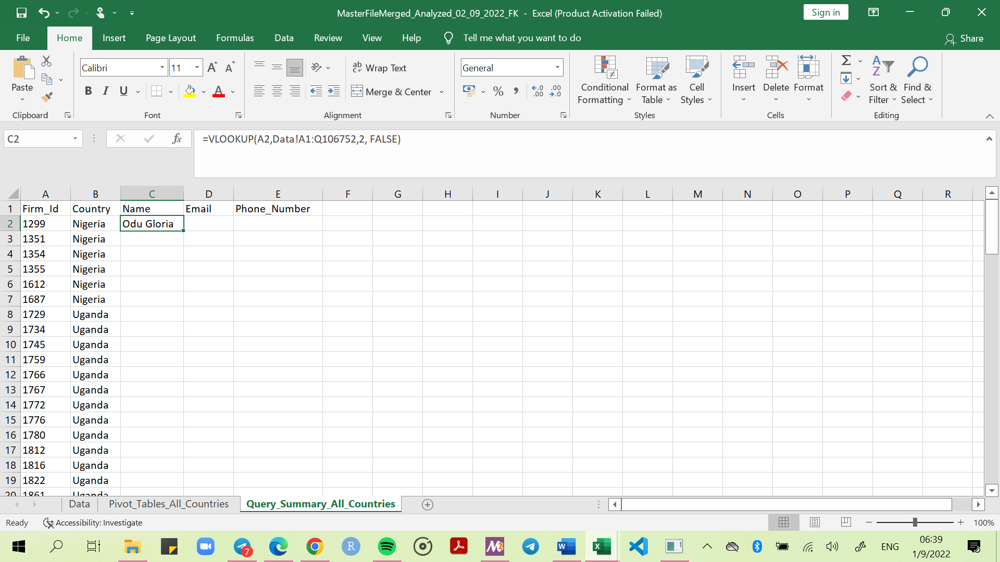 MasterFileMerged_Analyzed_02_09_2022_FK - Excel (Product Activation Failed)
Sign in
File Home Insert Page Layout Formulas Data Review View Help Tell me what you want to do
Share
Paste
Clipboard
Calibri 11
B I U
Font
Wrap Text
Merge & Center
Alignment
General
Number
Conditional Formatting
Format as Table
Cell Styles
Styles
Insert Delete Format
Cells
Sort & Filter
Find & Select
Editing
C2
fx
=VLOOKUP(A2,Data!A1:Q106752,2, FALSE)
A B C D E F G H I J K L M N O P Q R
1 Firm_Id Country Name Email Phone_Number
2 1299 Nigeria Odu Gloria
3 1351 Nigeria
4 1354 Nigeria
5 1355 Nigeria
6 1612 Nigeria
7 1687 Nigeria
8 1729 Uganda
9 1734 Uganda
10 1745 Uganda
11 1759 Uganda
12 1766 Uganda
13 1767 Uganda
14 1772 Uganda
15 1776 Uganda
16 1780 Uganda
17 1812 Uganda
18 1816 Uganda
19 1822 Uganda
20 1861 Uganda
Data Pivot_Tables_All_Countries Query_Summary_All_Countries
Ready Accessibility: Investigate
100%
7
ENG
06:39
1/9/2022